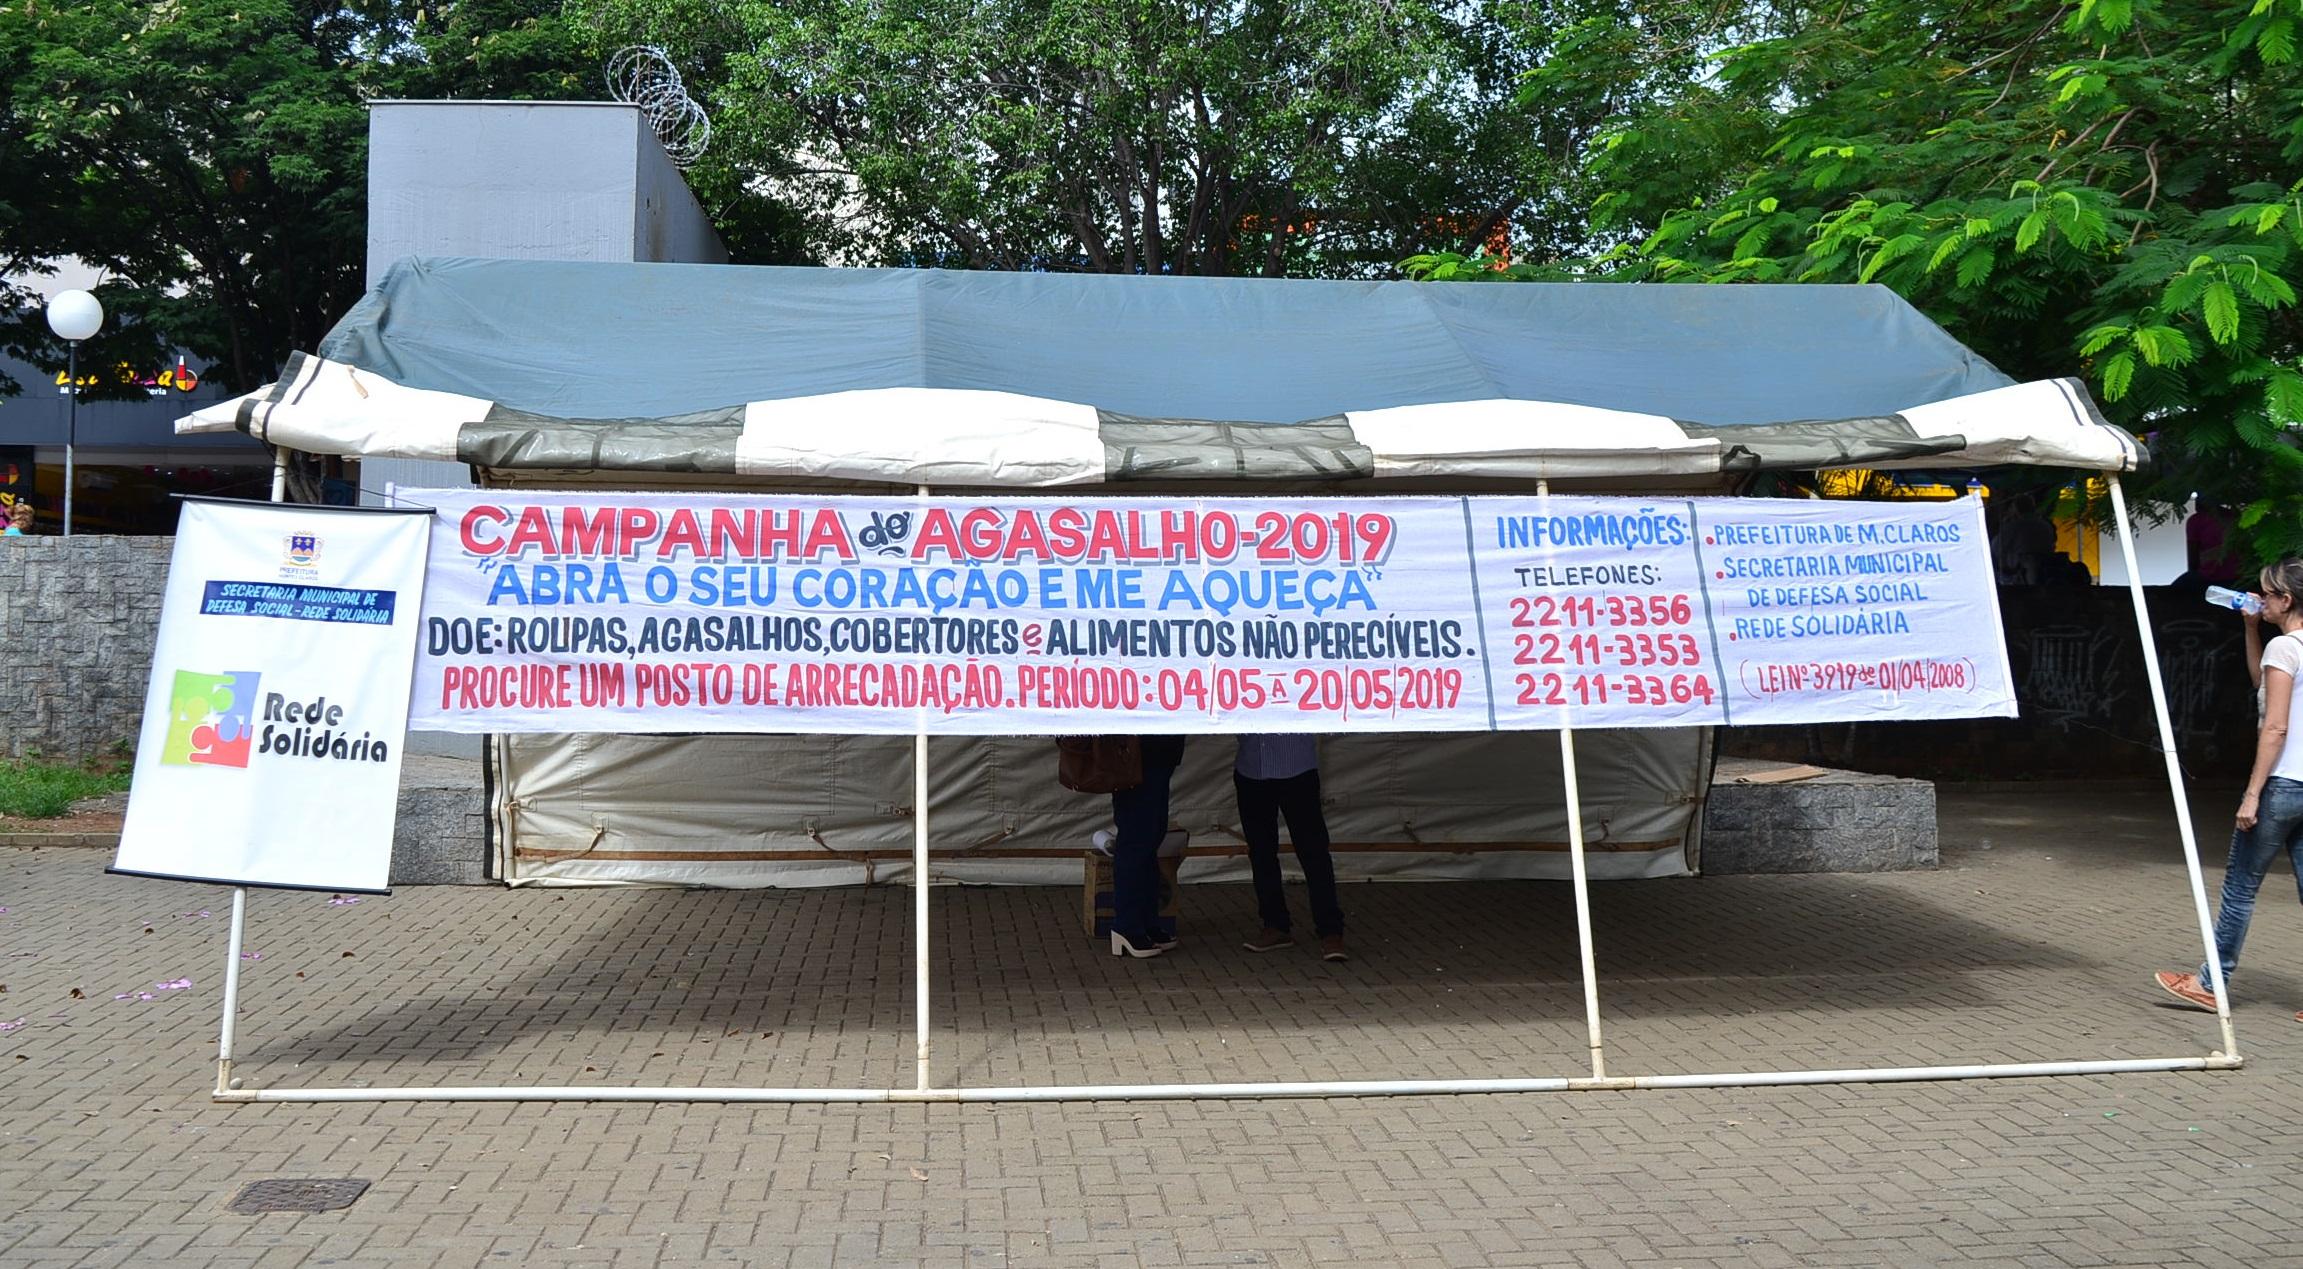 PREFEITURA
MONTES CLAROS
SECRETARIA MUNICIPAL DE
DEFESA SOCIAL-REDE SOLIDÁRIA
Rede
Solidária
CAMPANHA do AGASALHO-2019
"ABRA O SEU CORAÇÃO E ME AQUEÇA"
DOE: ROUPAS, AGASALHOS, COBERTORES e ALIMENTOS NÃO PERECÍVEIS.
PROCURE UM POSTO DE ARRECADAÇÃO. PERÍODO: 04/05 A 20/05/2019
INFORMAÇÕES:
TELEFONES:
2211-3356
2211-3353
2211-3364
.PREFEITURA DE M.CLAROS
.SECRETARIA MUNICIPAL
DE DEFESA SOCIAL
.REDE SOLIDÁRIA
(LEI Nº 3919 de 01/04/2008)